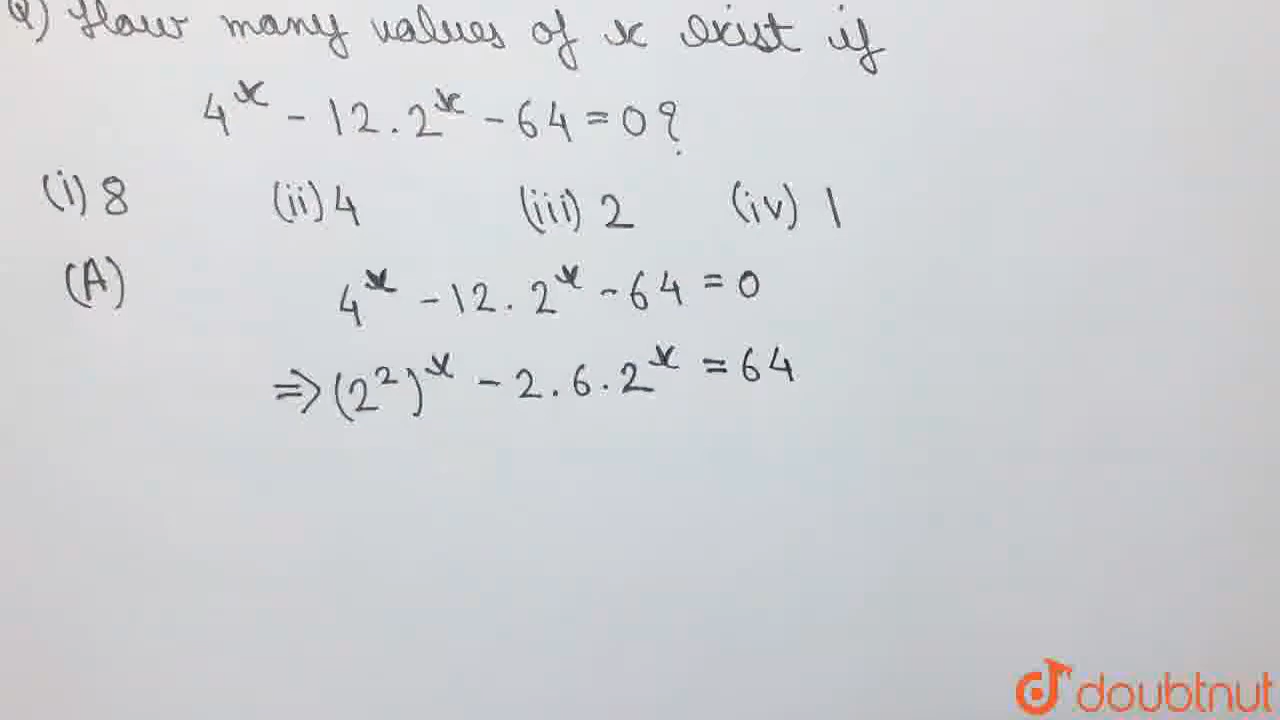 Q) How many values of x exist if
4^x - 12 . 2^x - 64 = 0 ?
(i) 8 (ii) 4 (iii) 2 (iv) 1
(A) 4^x - 12 . 2^x - 64 = 0
⇒ (2^2)^x - 2 . 6 . 2^x = 64
doubtnut